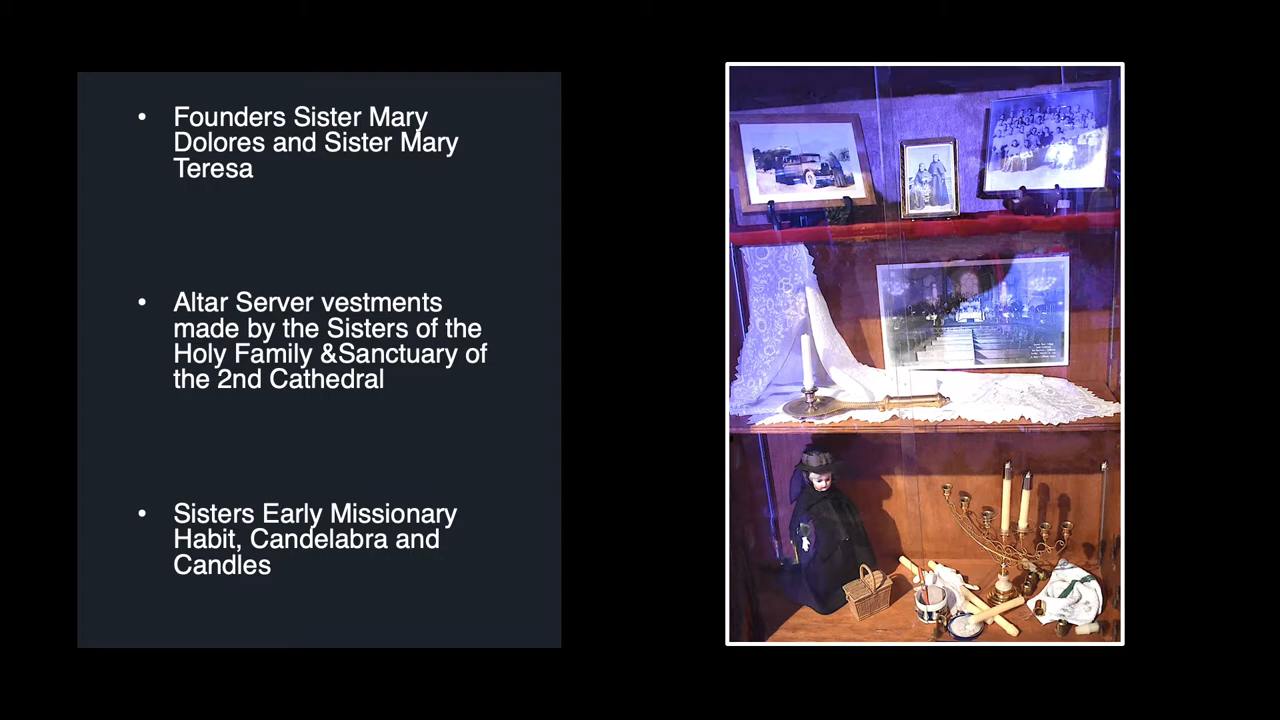 • Founders Sister Mary
Dolores and Sister Mary
Teresa
• Altar Server vestments
made by the Sisters of the
Holy Family &Sanctuary of
the 2nd Cathedral
• Sisters Early Missionary
Habit, Candelabra and
Candles